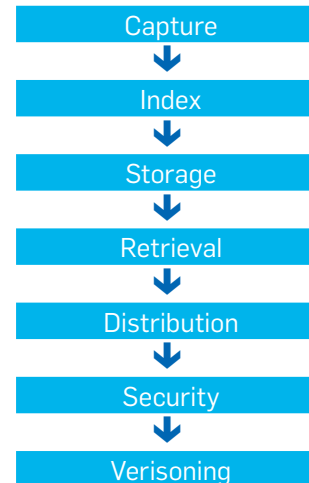 Capture
Index
Storage
Retrieval
Distribution
Security
Verisoning